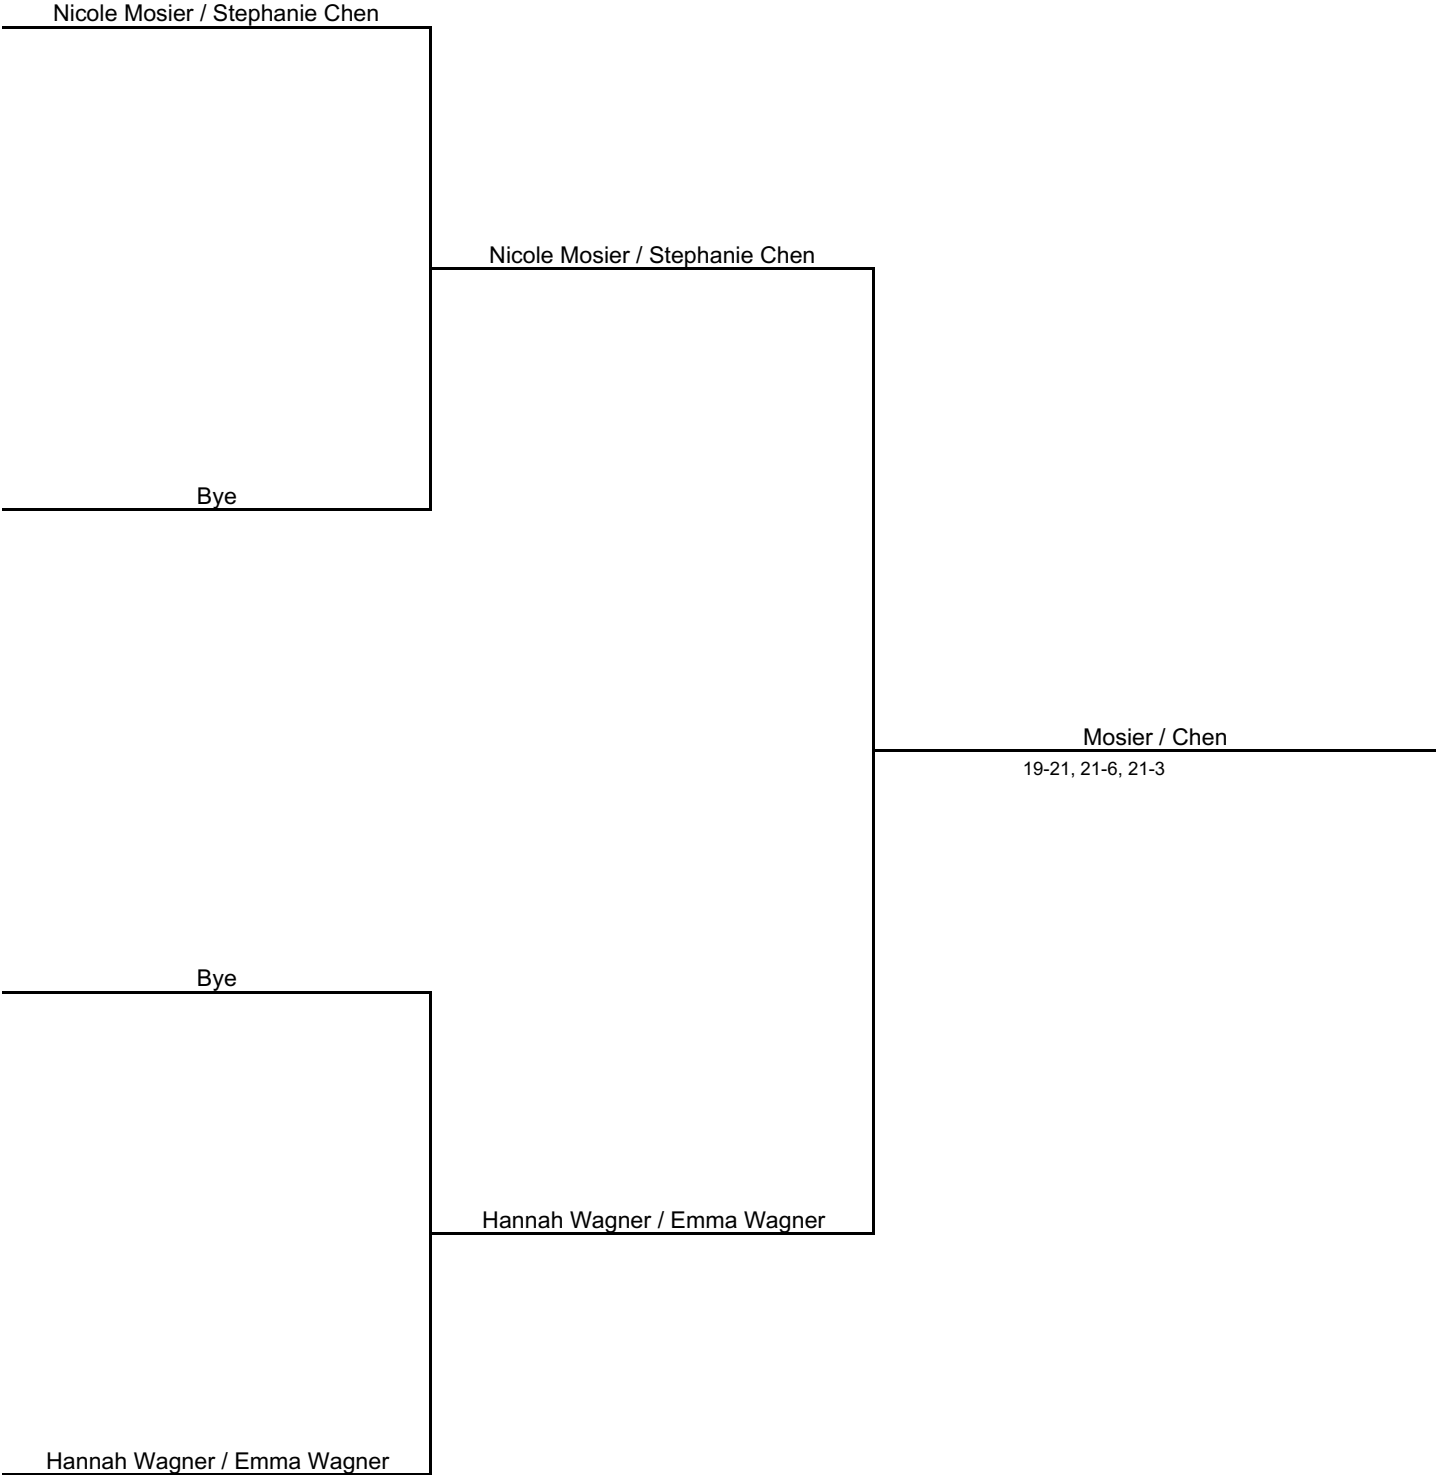 Nicole Mosier / Stephanie Chen
Nicole Mosier / Stephanie Chen
Bye
Mosier / Chen
19-21, 21-6, 21-3
Bye
Hannah Wagner / Emma Wagner
Hannah Wagner / Emma Wagner